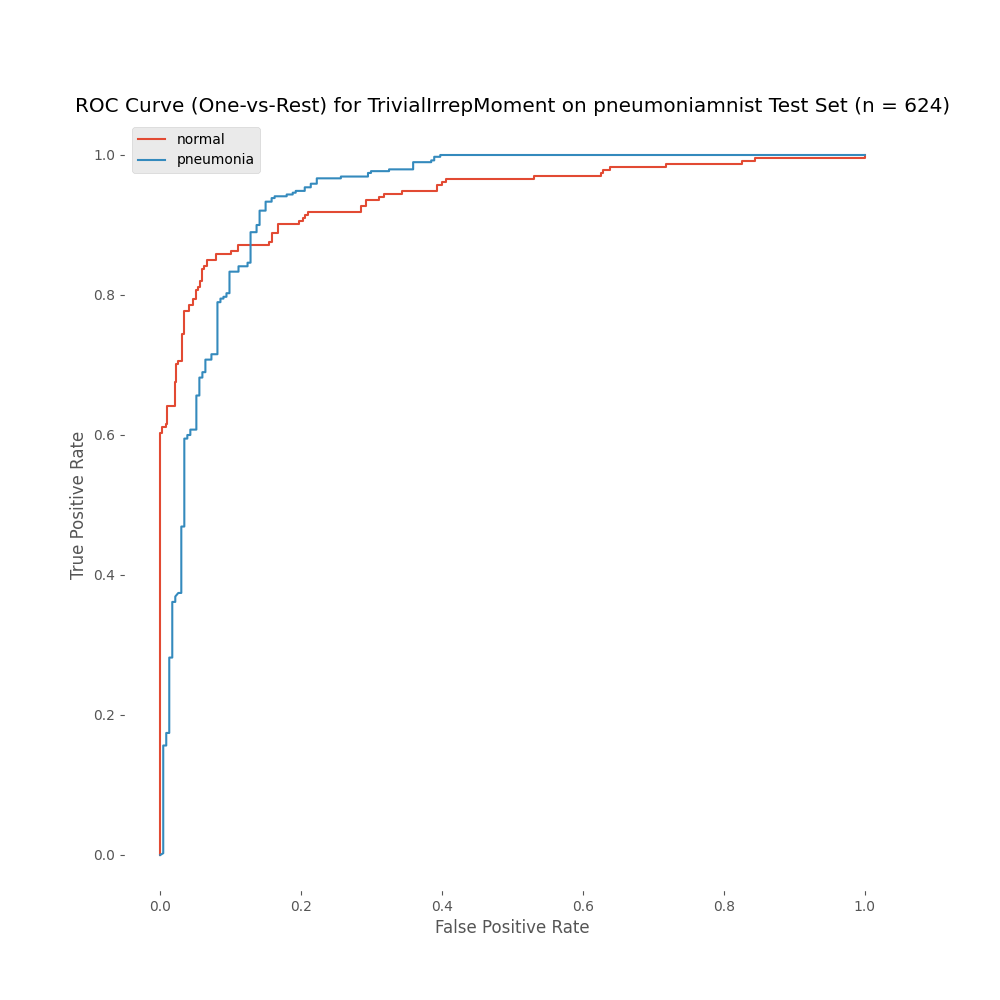 ROC Curve (One-vs-Rest) for TrivialIrrepMoment on pneumoniamnist Test Set (n = 624)
normal
pneumonia
1.0
0.8
0.6
0.4
0.2
0.0
True Positive Rate
0.0 0.2 0.4 0.6 0.8 1.0
False Positive Rate